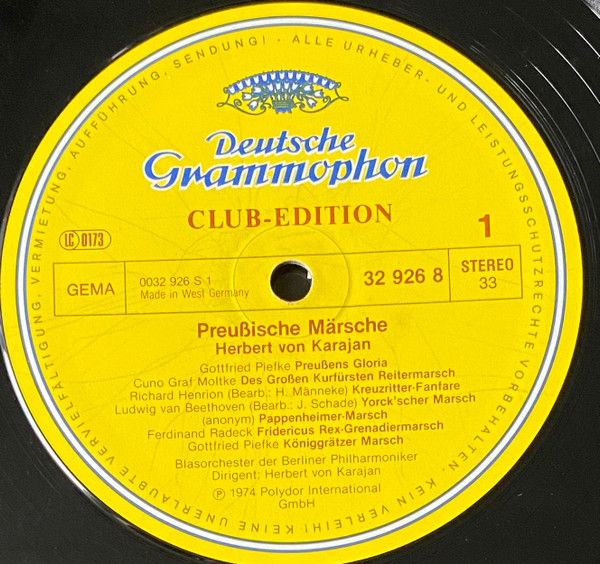 ALLE URHEBER- UND LEISTUNGSSCHUTZRECHTE VORBEHALTEN. KEIN VERLEIH! KEINE UNERLAUBTE VERVIELFÄLTIGUNG, VERMIETUNG, AUFFÜHRUNG, SENDUNG! -
Deutsche
Grammophon
CLUB-EDITION
1
LC 0173
GEMA
0032 926 S 1
Made in West Germany
32 926 8
STEREO
33
Preußische Märsche
Herbert von Karajan
Gottfried Piefke Preußens Gloria
Cuno Graf Moltke Des Großen Kurfürsten Reitermarsch
Richard Henrion (Bearb.: H. Männeke) Kreuzritter-Fanfare
Ludwig van Beethoven (Bearb.: J. Schade) Yorck'scher Marsch
(anonym) Pappenheimer-Marsch
Ferdinand Radeck Fridericus Rex-Grenadiermarsch
Gottfried Piefke Königgrätzer Marsch
Blasorchester der Berliner Philharmoniker
Dirigent: Herbert von Karajan
Ⓟ 1974 Polydor International
GmbH